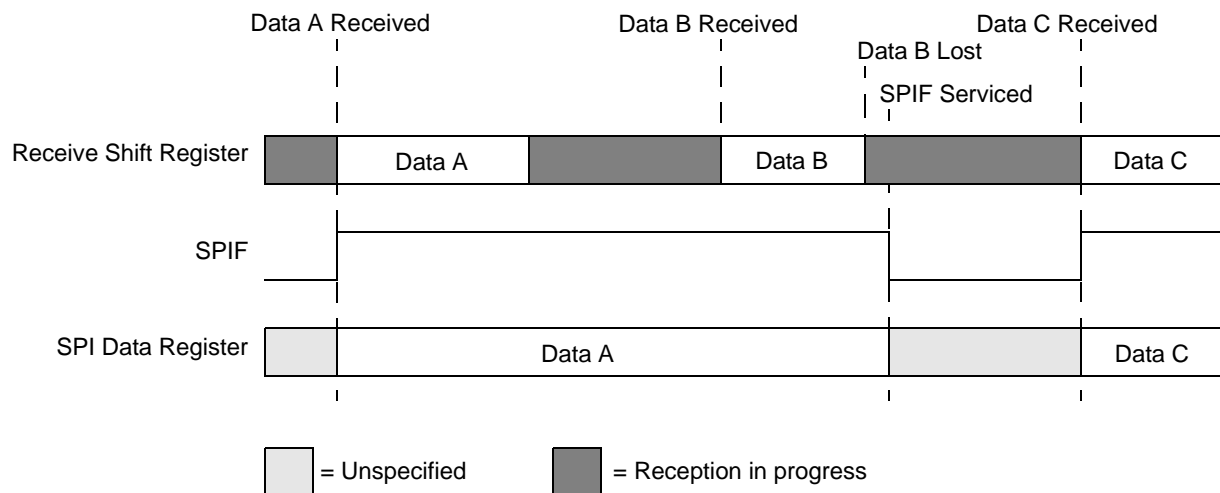 Data A Received
Data B Received
Data C Received
Data B Lost
SPIF Serviced
Receive Shift Register
Data A
Data B
Data C
SPIF
SPI Data Register
Data A
Data C
= Unspecified
= Reception in progress